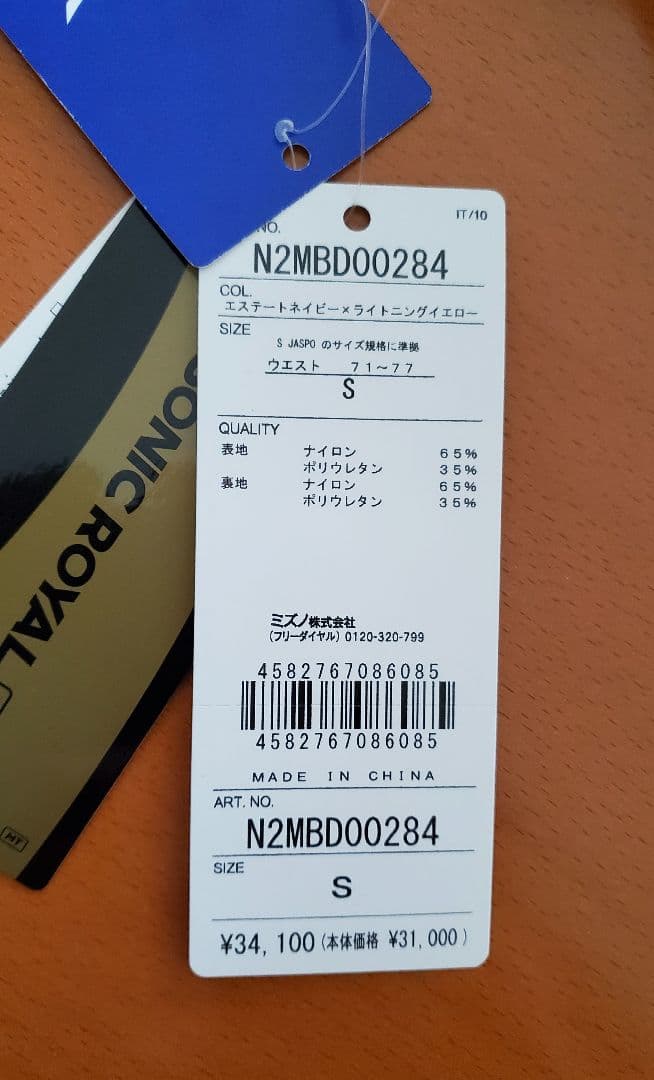 IT/10
NO.
N2MBD00284
COL.
エステートネイビー×ライトニングイエロー
SIZE
S JASPO のサイズ規格に準拠
ウエスト 71~77
S
QUALITY
表地 ナイロン 65%
ポリウレタン 35%
裏地 ナイロン 65%
ポリウレタン 35%
ミズノ株式会社
(フリーダイヤル) 0120-320-799
4582767086085
4582767086085
MADE IN CHINA
ART. NO.
N2MBD00284
SIZE
S
¥34,100(本体価格 ¥31,000)
SONIC ROYAL
MY